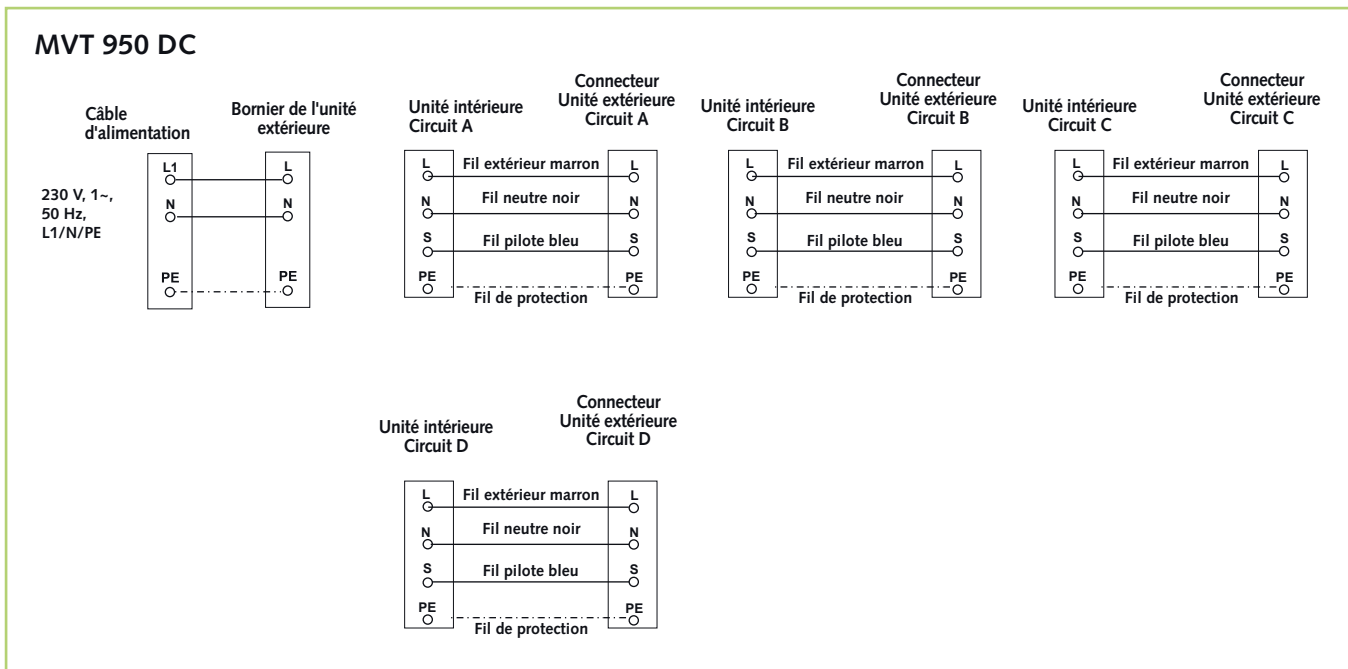 MVT 950 DC
Câble
d'alimentation
Bornier de l'unité
extérieure
230 V, 1~,
50 Hz,
L1/N/PE
L1
L
N
N
PE
PE
Unité intérieure
Circuit A
Connecteur
Unité extérieure
Circuit A
L Fil extérieur marron L
N Fil neutre noir N
S Fil pilote bleu S
PE PE
Fil de protection
Unité intérieure
Circuit B
Connecteur
Unité extérieure
Circuit B
L Fil extérieur marron L
N Fil neutre noir N
S Fil pilote bleu S
PE PE
Fil de protection
Unité intérieure
Circuit C
Connecteur
Unité extérieure
Circuit C
L Fil extérieur marron L
N Fil neutre noir N
S Fil pilote bleu S
PE PE
Fil de protection
Unité intérieure
Circuit D
Connecteur
Unité extérieure
Circuit D
L Fil extérieur marron L
N Fil neutre noir N
S Fil pilote bleu S
PE PE
Fil de protection